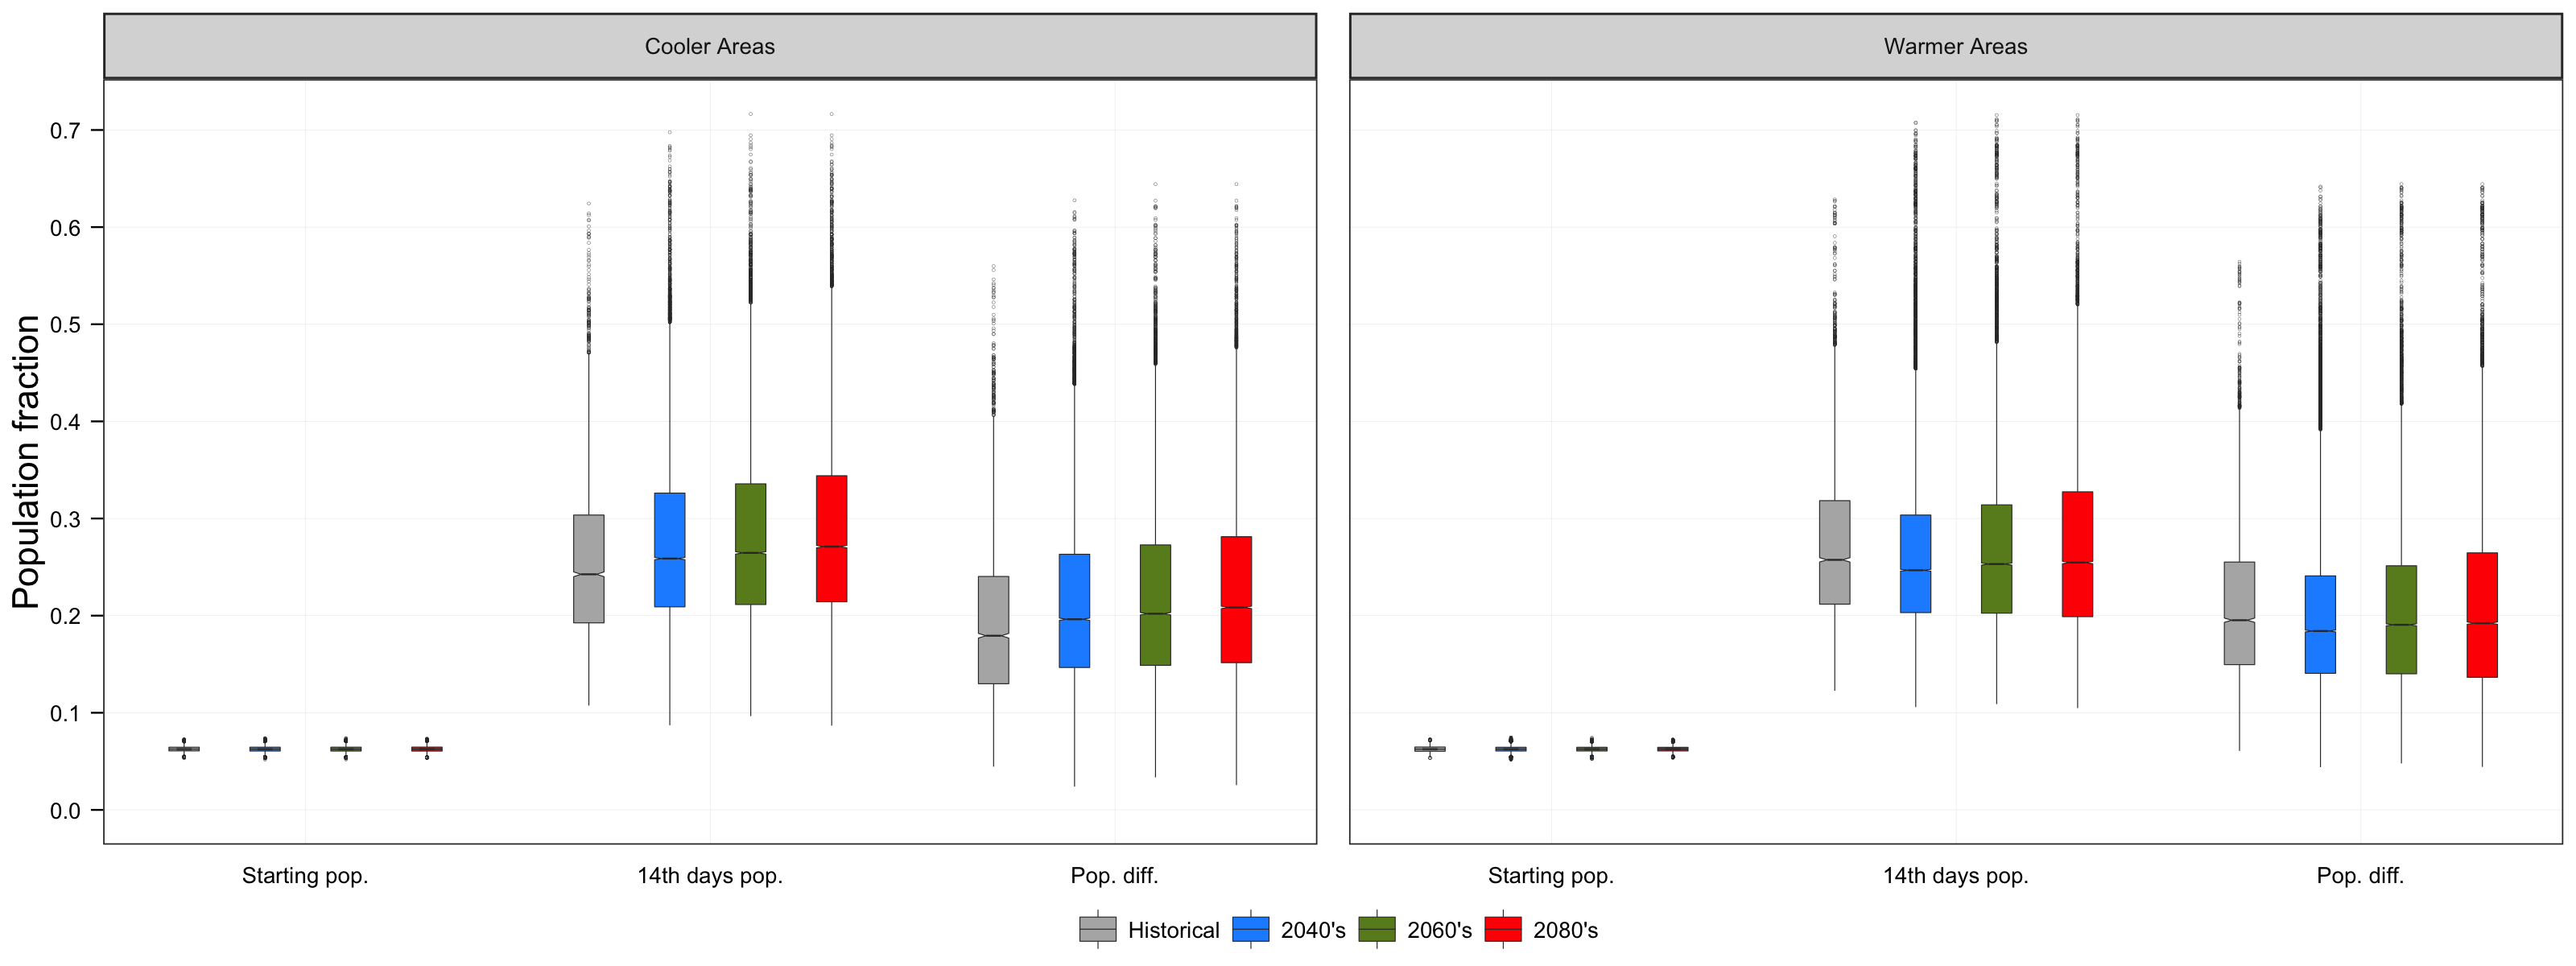 Cooler Areas
Warmer Areas
Population fraction
0.7
0.6
0.5
0.4
0.3
0.2
0.1
0.0
Starting pop. 14th days pop. Pop. diff.
Starting pop. 14th days pop. Pop. diff.
Historical 2040's 2060's 2080's